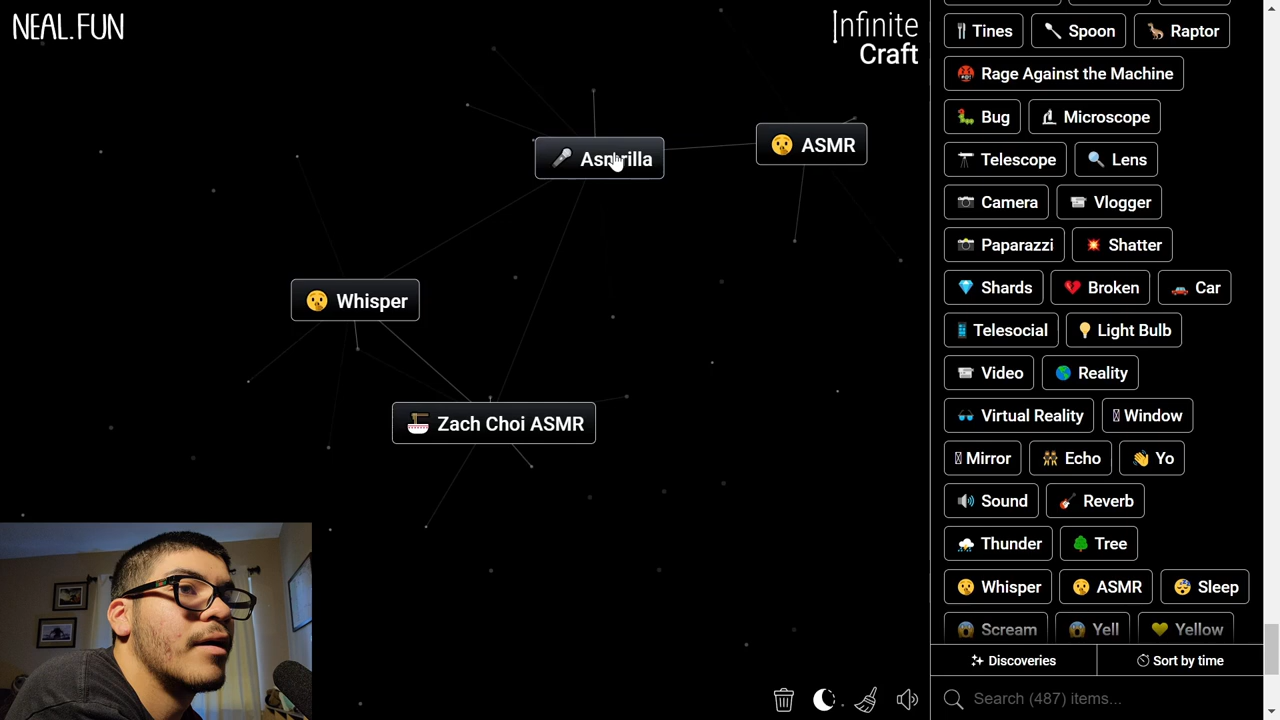 NEAL.FUN
Infinite
Craft
ASMR
Whisper
Zach Choi ASMR
Tines Spoon Raptor
Rage Against the Machine
Bug Microscope
Telescope Lens
Camera Vlogger
Paparazzi Shatter
Shards Broken Car
Telesocial Light Bulb
Video Reality
Virtual Reality Window
Mirror Echo Yo
Sound Reverb
Thunder Tree
Whisper ASMR Sleep
Scream Yell Yellow
Discoveries Sort by time
Search (487) items...